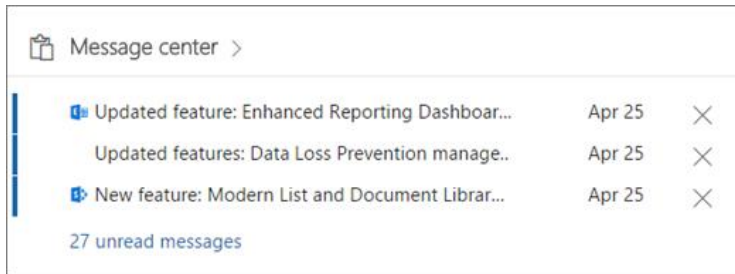 Message center >
Updated feature: Enhanced Reporting Dashboar... Apr 25
Updated features: Data Loss Prevention manage.. Apr 25
New feature: Modern List and Document Librar... Apr 25
27 unread messages